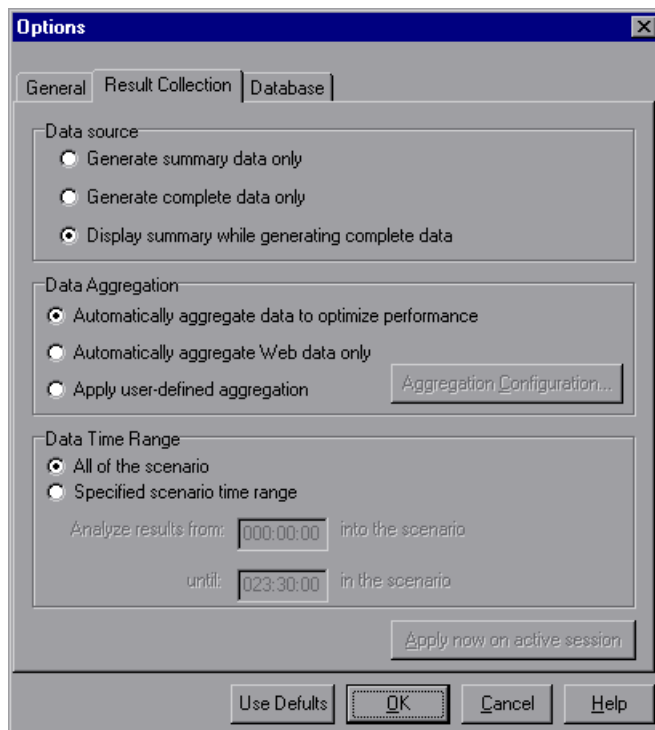 Options
General Result Collection Database
Data source
Generate summary data only
Generate complete data only
Display summary while generating complete data
Data Aggregation
Automatically aggregate data to optimize performance
Automatically aggregate Web data only
Apply user-defined aggregation Aggregation Configuration...
Data Time Range
All of the scenario
Specified scenario time range
Analyze results from: 000:00:00 into the scenario
until: 023:30:00 in the scenario
Apply now on active session
Use Defults OK Cancel Help